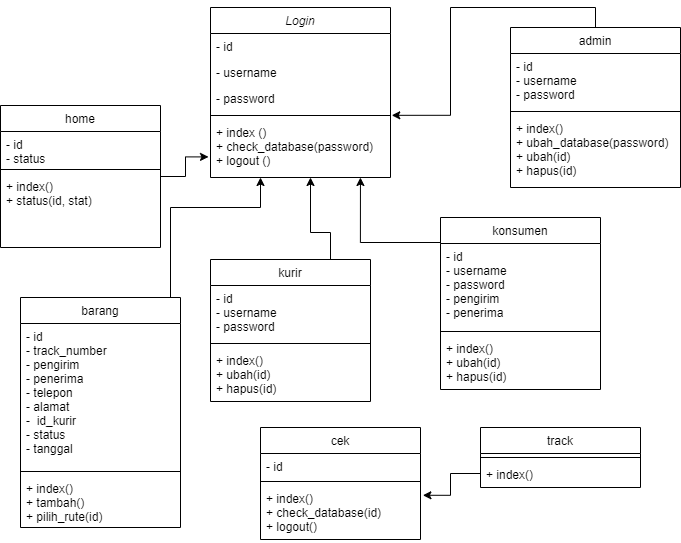 Login
- id
- username
- password
+ index ()
+ check_database(password)
+ logout ()
admin
- id
- username
- password
+ index()
+ ubah_database(password)
+ ubah(id)
+ hapus(id)
home
- id
- status
+ index()
+ status(id, stat)
konsumen
- id
- username
- password
- pengirim
- penerima
+ index()
+ ubah(id)
+ hapus(id)
kurir
- id
- username
- password
+ index()
+ ubah(id)
+ hapus(id)
barang
- id
- track_number
- pengirim
- penerima
- telepon
- alamat
- id_kurir
- status
- tanggal
+ index()
+ tambah()
+ pilih_rute(id)
cek
- id
+ index()
+ check_database(id)
+ logout()
track
+ index()